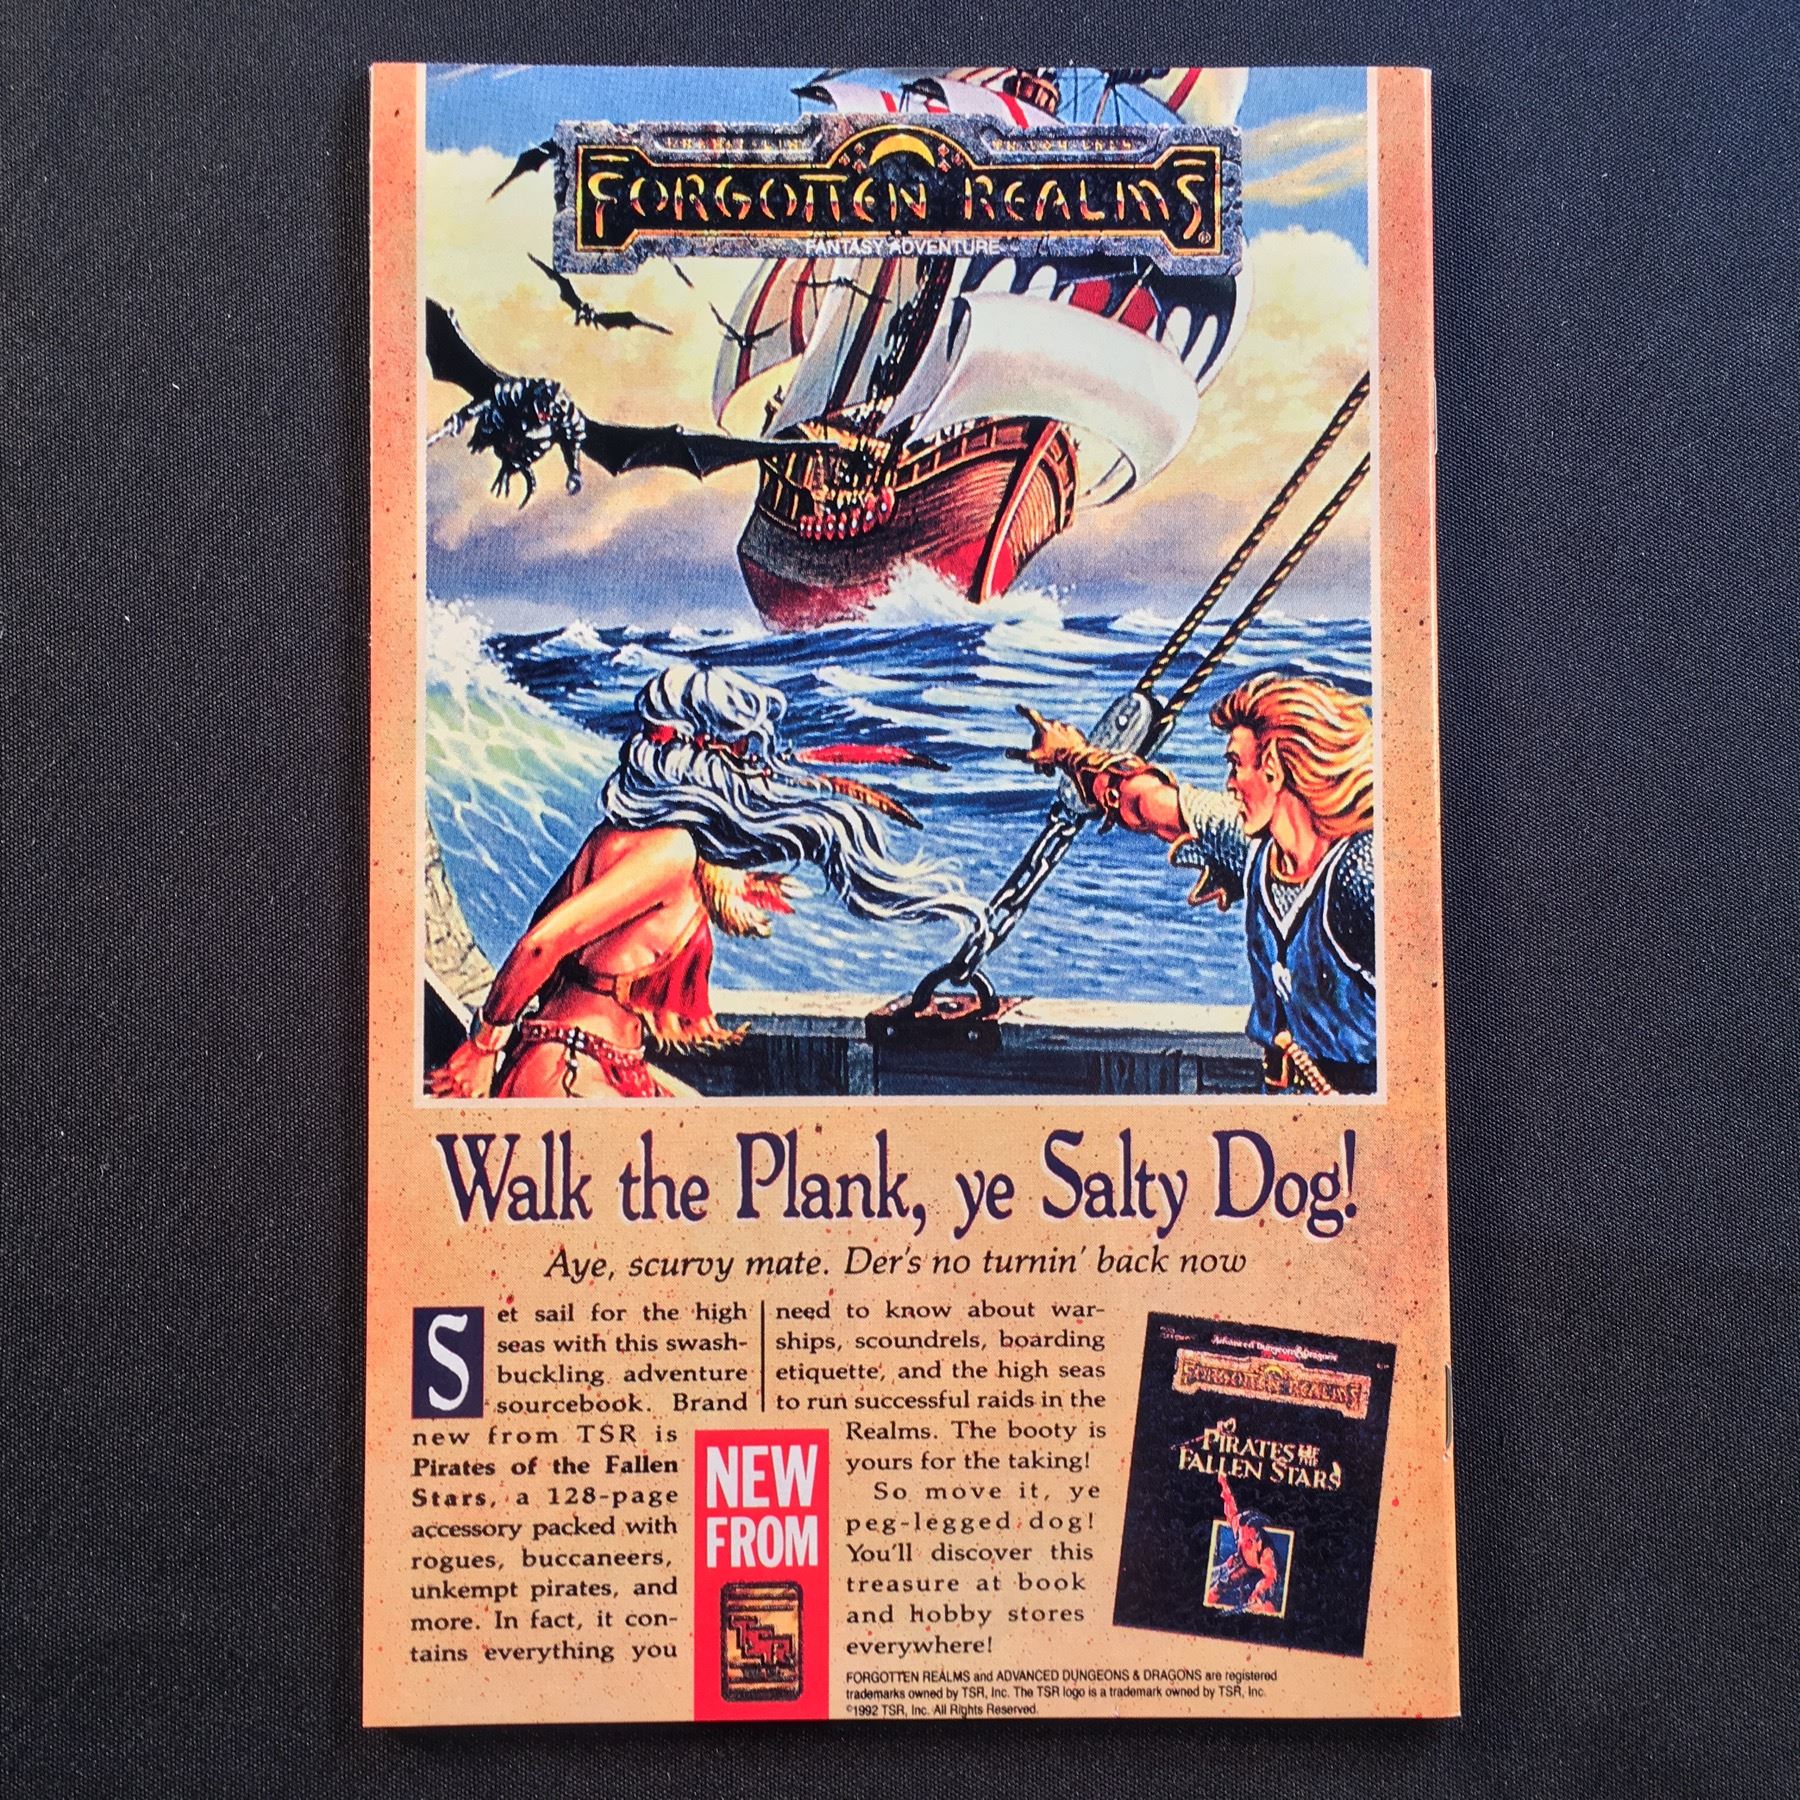 FORGOTTEN REALMS®
FANTASY ADVENTURE
Walk the Plank, ye Salty Dog!
Aye, scurvy mate. Der's no turnin' back now
Set sail for the high
seas with this swash-
buckling adventure
sourcebook. Brand
new from TSR is
Pirates of the Fallen
Stars, a 128-page
accessory packed with
rogues, buccaneers,
unkempt pirates, and
more. In fact, it con-
tains everything you
need to know about war-
ships, scoundrels, boarding
etiquette, and the high seas
to run successful raids in the
Realms. The booty is
yours for the taking!
So move it, ye
peg-legged dog!
You'll discover this
treasure at book
and hobby stores
everywhere!
NEW
FROM
TSR
Advanced Dungeons & Dragons
FORGOTTEN REALMS
PIRATES OF THE
FALLEN STARS
FORGOTTEN REALMS and ADVANCED DUNGEONS & DRAGONS are registered
trademarks owned by TSR, Inc. The TSR logo is a trademark owned by TSR, Inc.
©1992 TSR, Inc. All Rights Reserved.